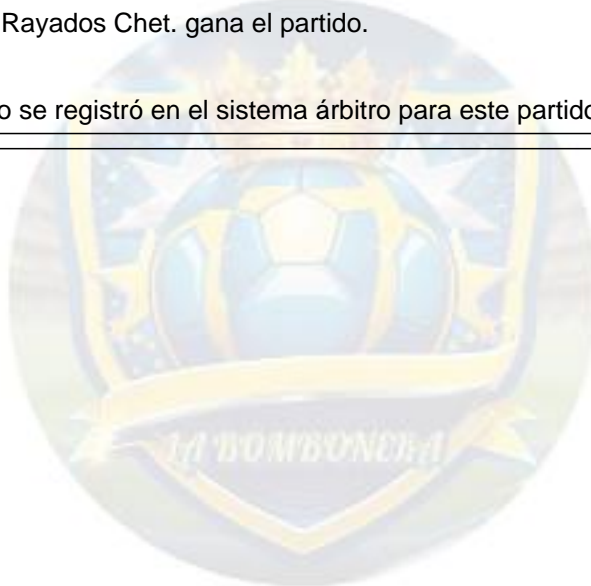 Rayados Chet. gana el partido.
o se registró en el sistema árbitro para este partido
LA BOMBONERA